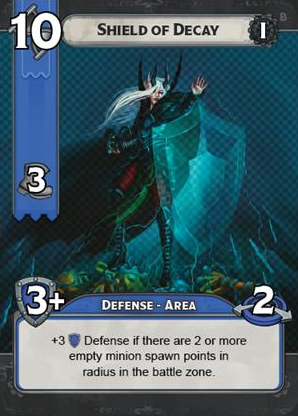 10
SHIELD OF DECAY
I
B
3
3+
DEFENSE - AREA
2
+3 Defense if there are 2 or more
empty minion spawn points in
radius in the battle zone.